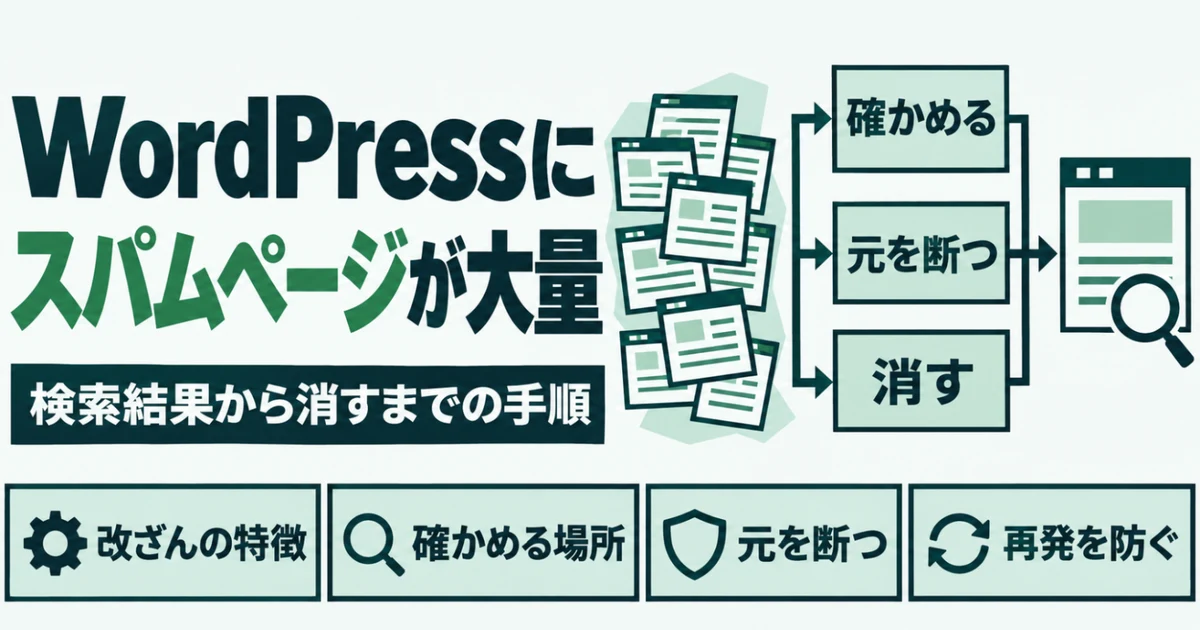 WordPressに
スパムページが大量
検索結果から消すまでの手順
確かめる
元を断つ
消す
改ざんの特徴
確かめる場所
元を断つ
再発を防ぐ